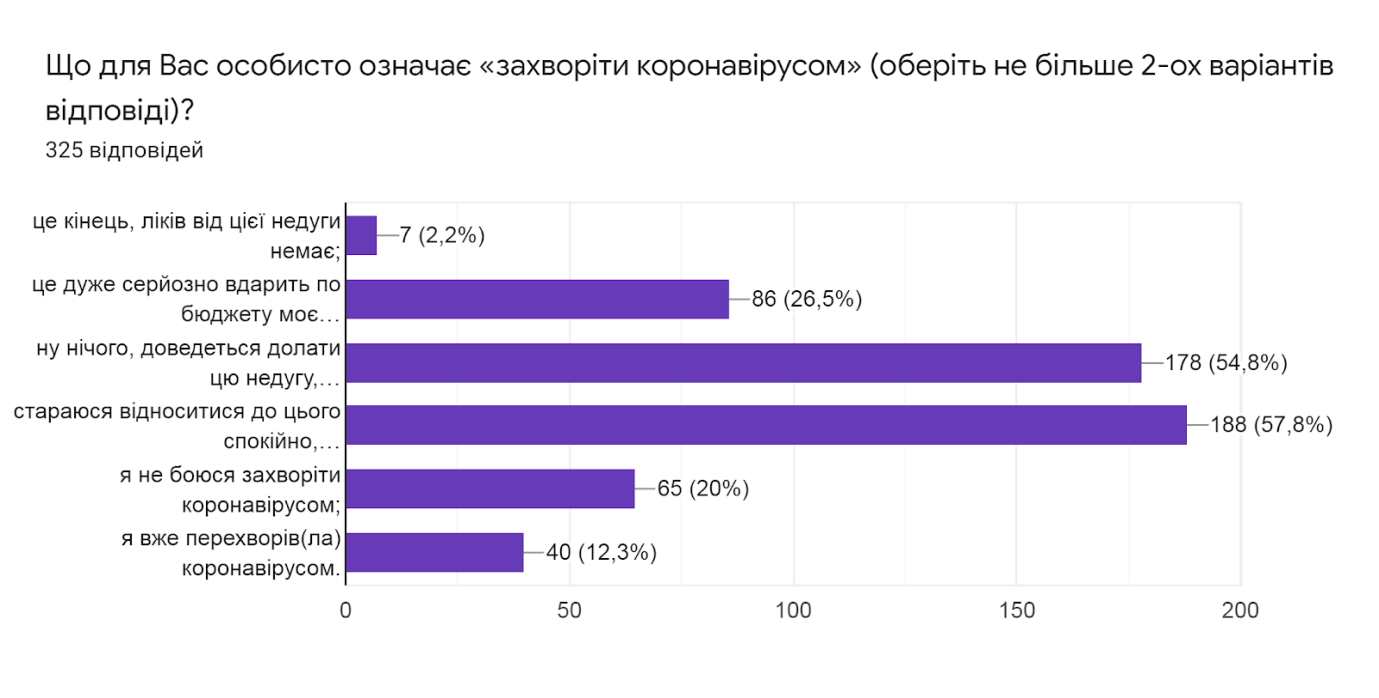 Що для Вас особисто означає «захворіти коронавірусом» (оберіть не більше 2-ох варіантів
відповіді)?
325 відповідей
це кінець, ліків від цієї недуги
немає;
7 (2,2%)
це дуже серйозно вдарить по
бюджету моє…
86 (26,5%)
ну нічого, доведеться долати
цю недугу,…
178 (54,8%)
стараюся відноситися до цього
спокійно,…
188 (57,8%)
я не боюся захворіти
коронавірусом;
65 (20%)
я вже перехворів(ла)
коронавірусом.
40 (12,3%)
0 50 100 150 200